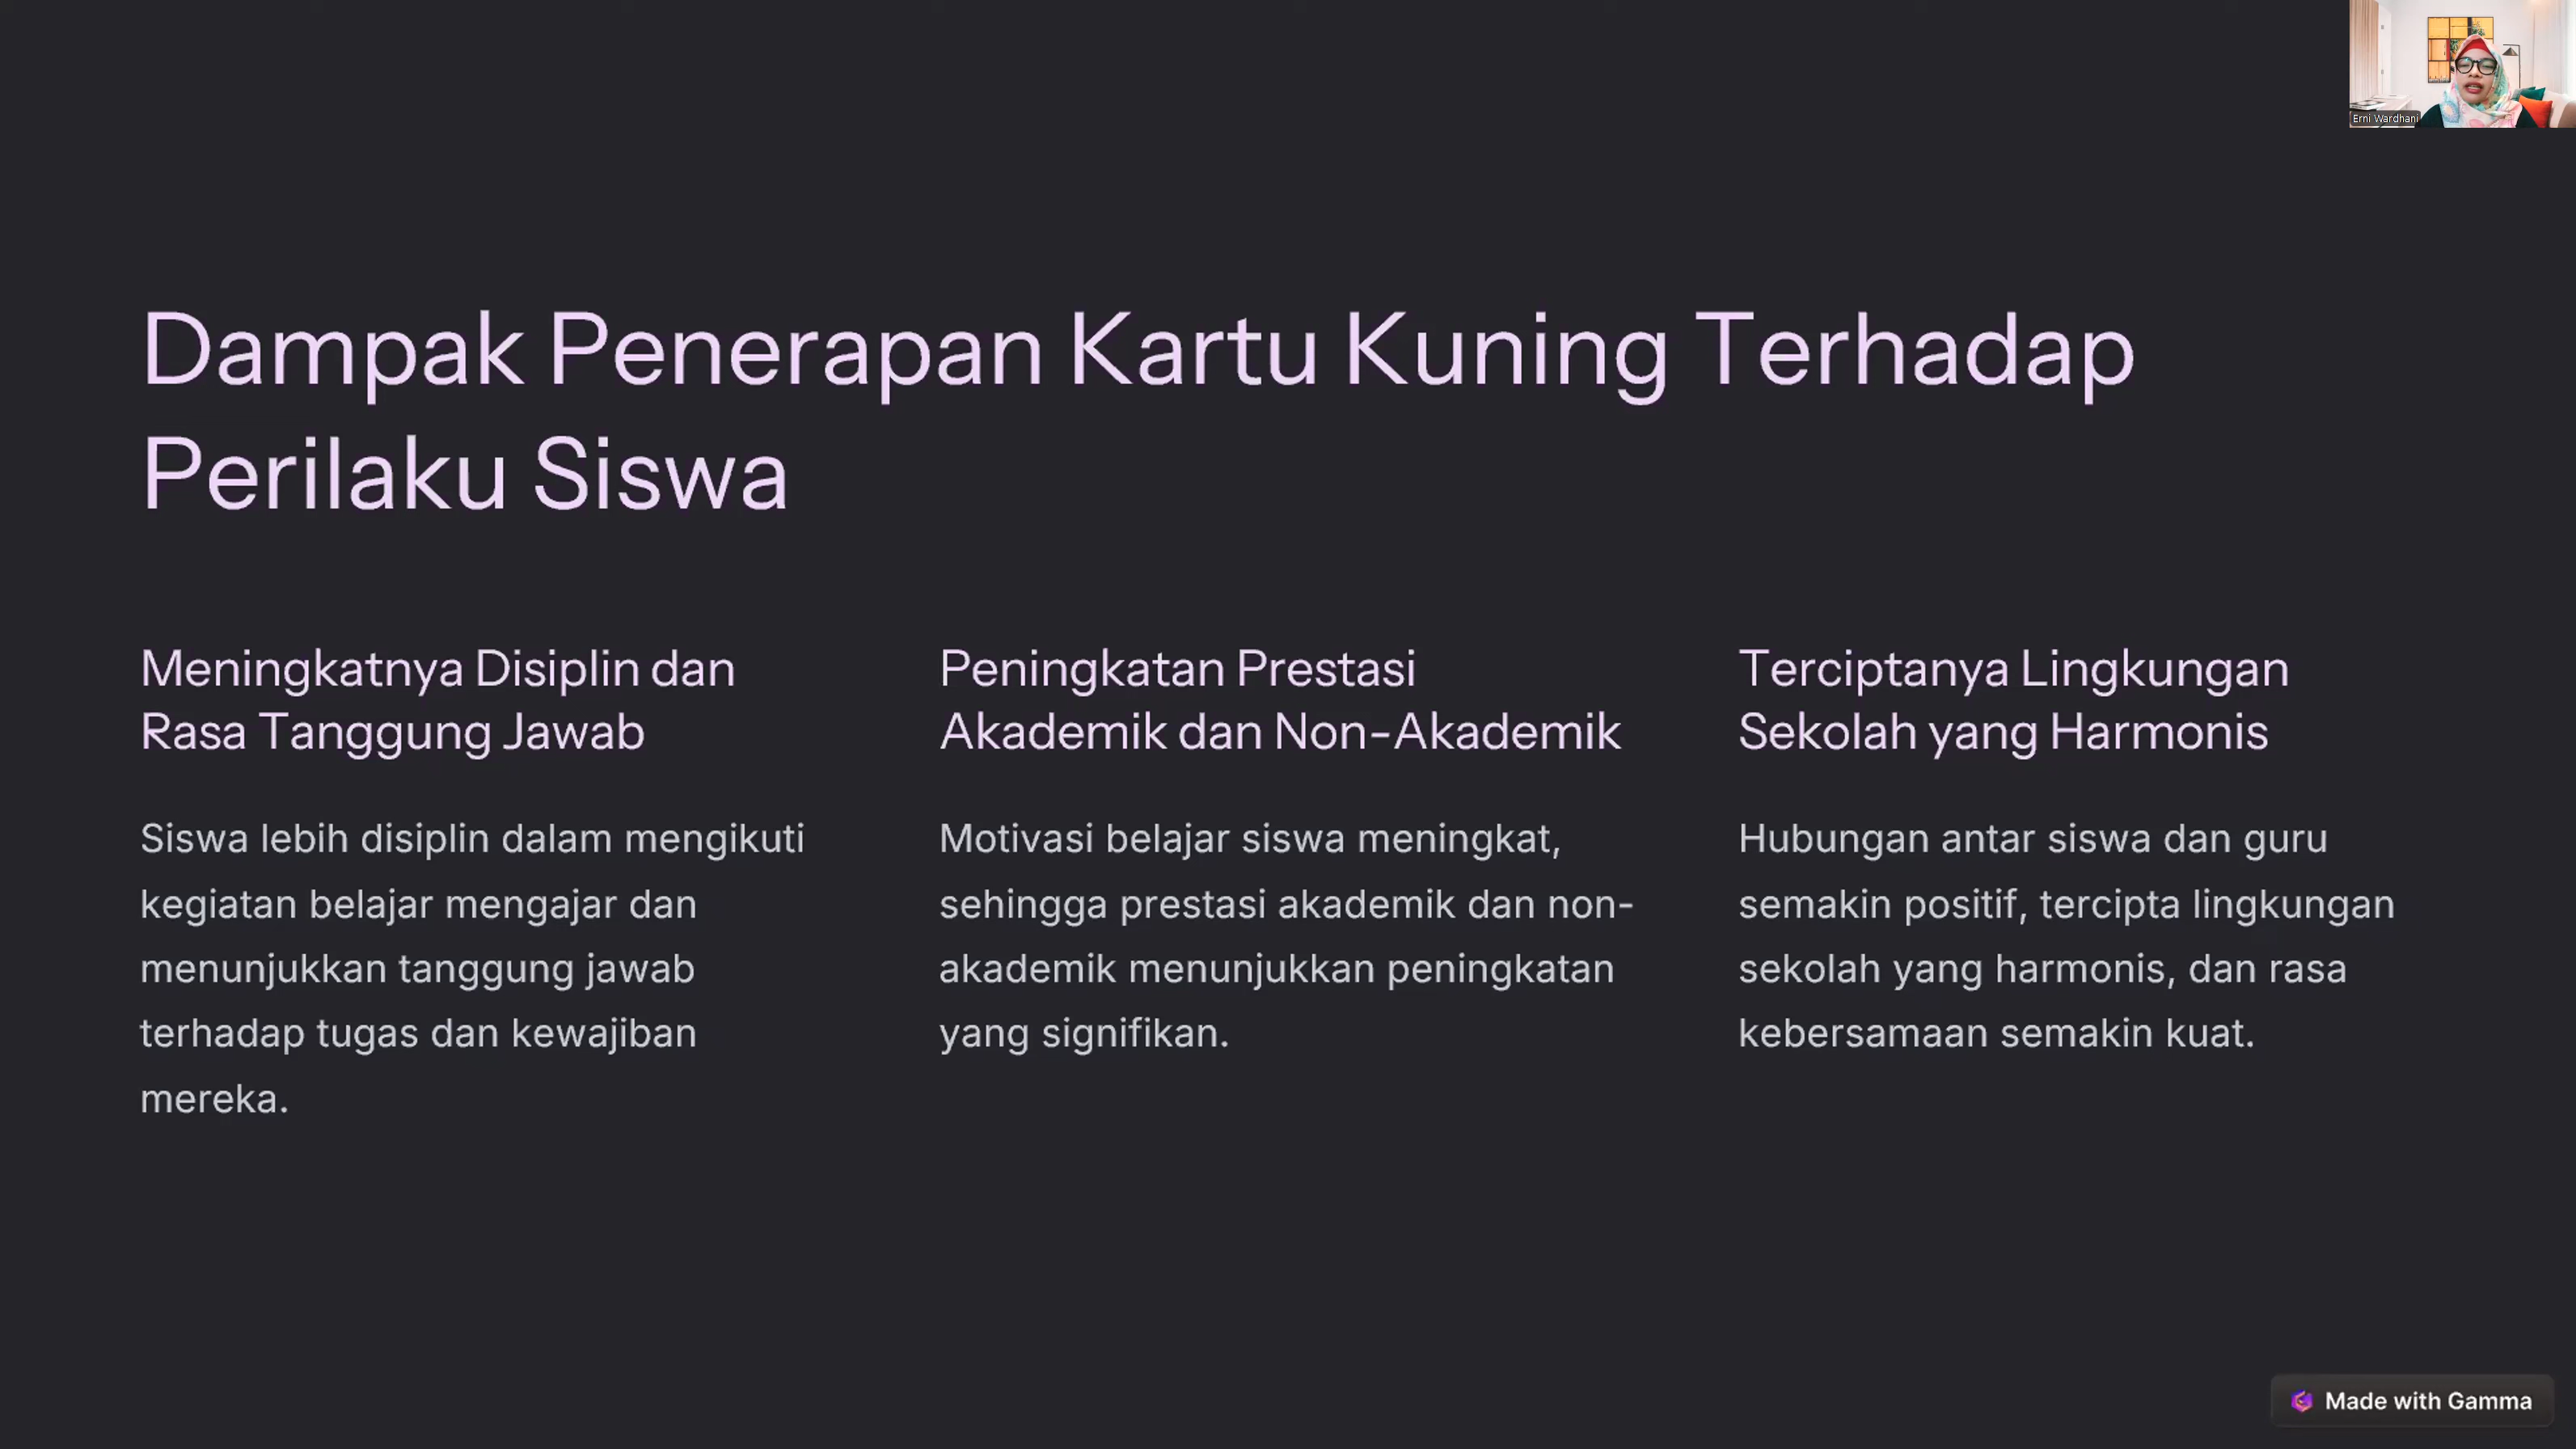 Erni Wardhani
Dampak Penerapan Kartu Kuning Terhadap
Perilaku Siswa
Meningkatnya Disiplin dan
Rasa Tanggung Jawab
Siswa lebih disiplin dalam mengikuti
kegiatan belajar mengajar dan
menunjukkan tanggung jawab
terhadap tugas dan kewajiban
mereka.
Peningkatan Prestasi
Akademik dan Non-Akademik
Motivasi belajar siswa meningkat,
sehingga prestasi akademik dan non-
akademik menunjukkan peningkatan
yang signifikan.
Terciptanya Lingkungan
Sekolah yang Harmonis
Hubungan antar siswa dan guru
semakin positif, tercipta lingkungan
sekolah yang harmonis, dan rasa
kebersamaan semakin kuat.
Made with Gamma